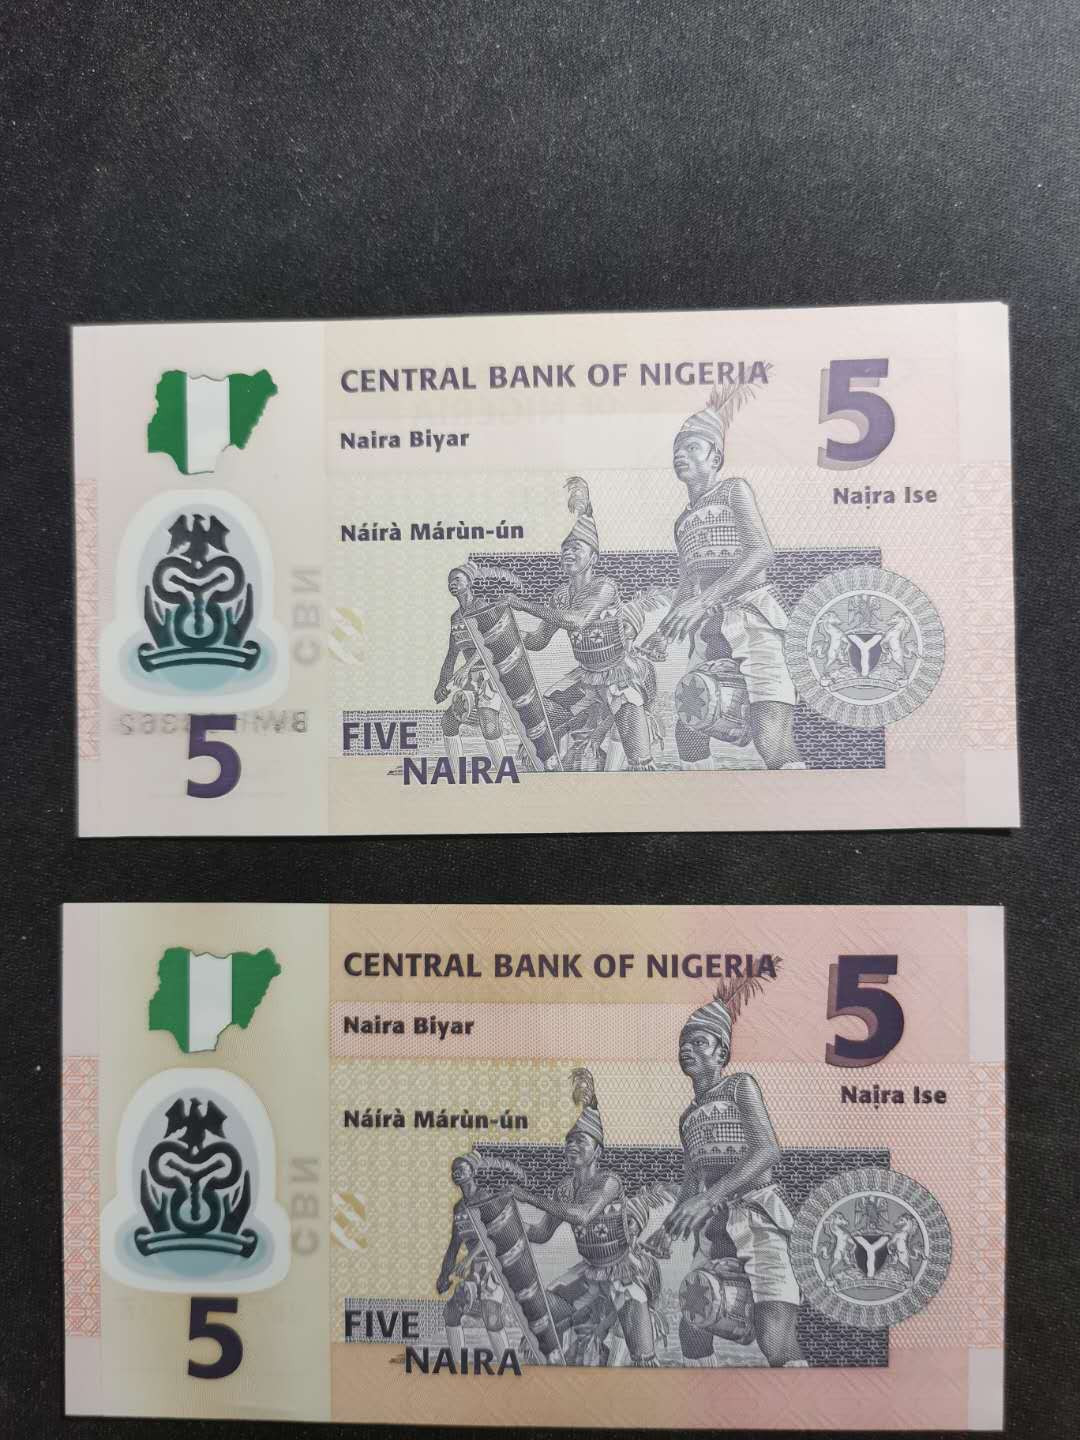 CENTRAL BANK OF NIGERIA
5
Naira Biyar
Naịra Ise
Náírà Márùn-ún
CBN
5
FIVE
NAIRA
CENTRAL BANK OF NIGERIA
5
Naira Biyar
Naịra Ise
Náírà Márùn-ún
CBN
5
FIVE
NAIRA